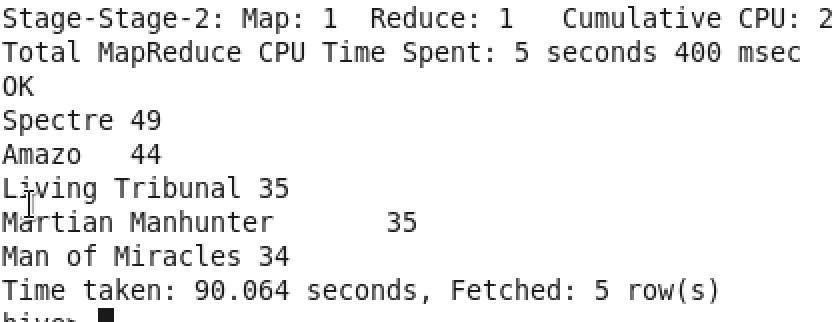 Stage-Stage-2: Map: 1  Reduce: 1   Cumulative CPU: 2
Total MapReduce CPU Time Spent: 5 seconds 400 msec
OK
Spectre 49
Amazo   44
Living Tribunal 35
Martian Manhunter       35
Man of Miracles 34
Time taken: 90.064 seconds, Fetched: 5 row(s)
hive>